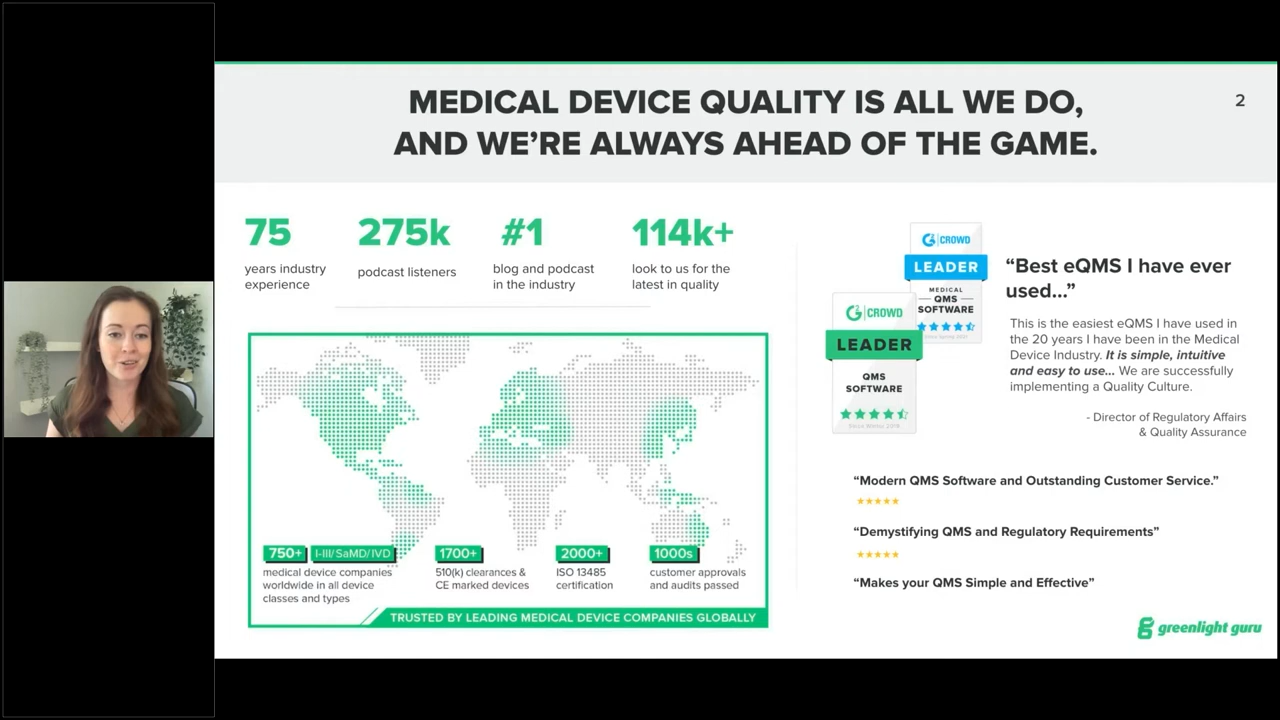 MEDICAL DEVICE QUALITY IS ALL WE DO,
AND WE'RE ALWAYS AHEAD OF THE GAME.
2
75
years industry
experience
275k
podcast listeners
#1
blog and podcast
in the industry
114k+
look to us for the
latest in quality
750+ I-III/SaMD/IVD
medical device companies
worldwide in all device
classes and types
1700+
510(k) clearances &
CE marked devices
2000+
ISO 13485
certification
1000s
customer approvals
and audits passed
TRUSTED BY LEADING MEDICAL DEVICE COMPANIES GLOBALLY
G2 | CROWD
LEADER
MEDICAL
QMS
SOFTWARE
G2 | CROWD
LEADER
QMS
SOFTWARE
“Best eQMS I have ever
used...”
This is the easiest eQMS I have used in
the 20 years I have been in the Medical
Device Industry. It is simple, intuitive
and easy to use... We are successfully
implementing a Quality Culture.
- Director of Regulatory Affairs
& Quality Assurance
“Modern QMS Software and Outstanding Customer Service.”
“Demystifying QMS and Regulatory Requirements”
“Makes your QMS Simple and Effective”
greenlight guru